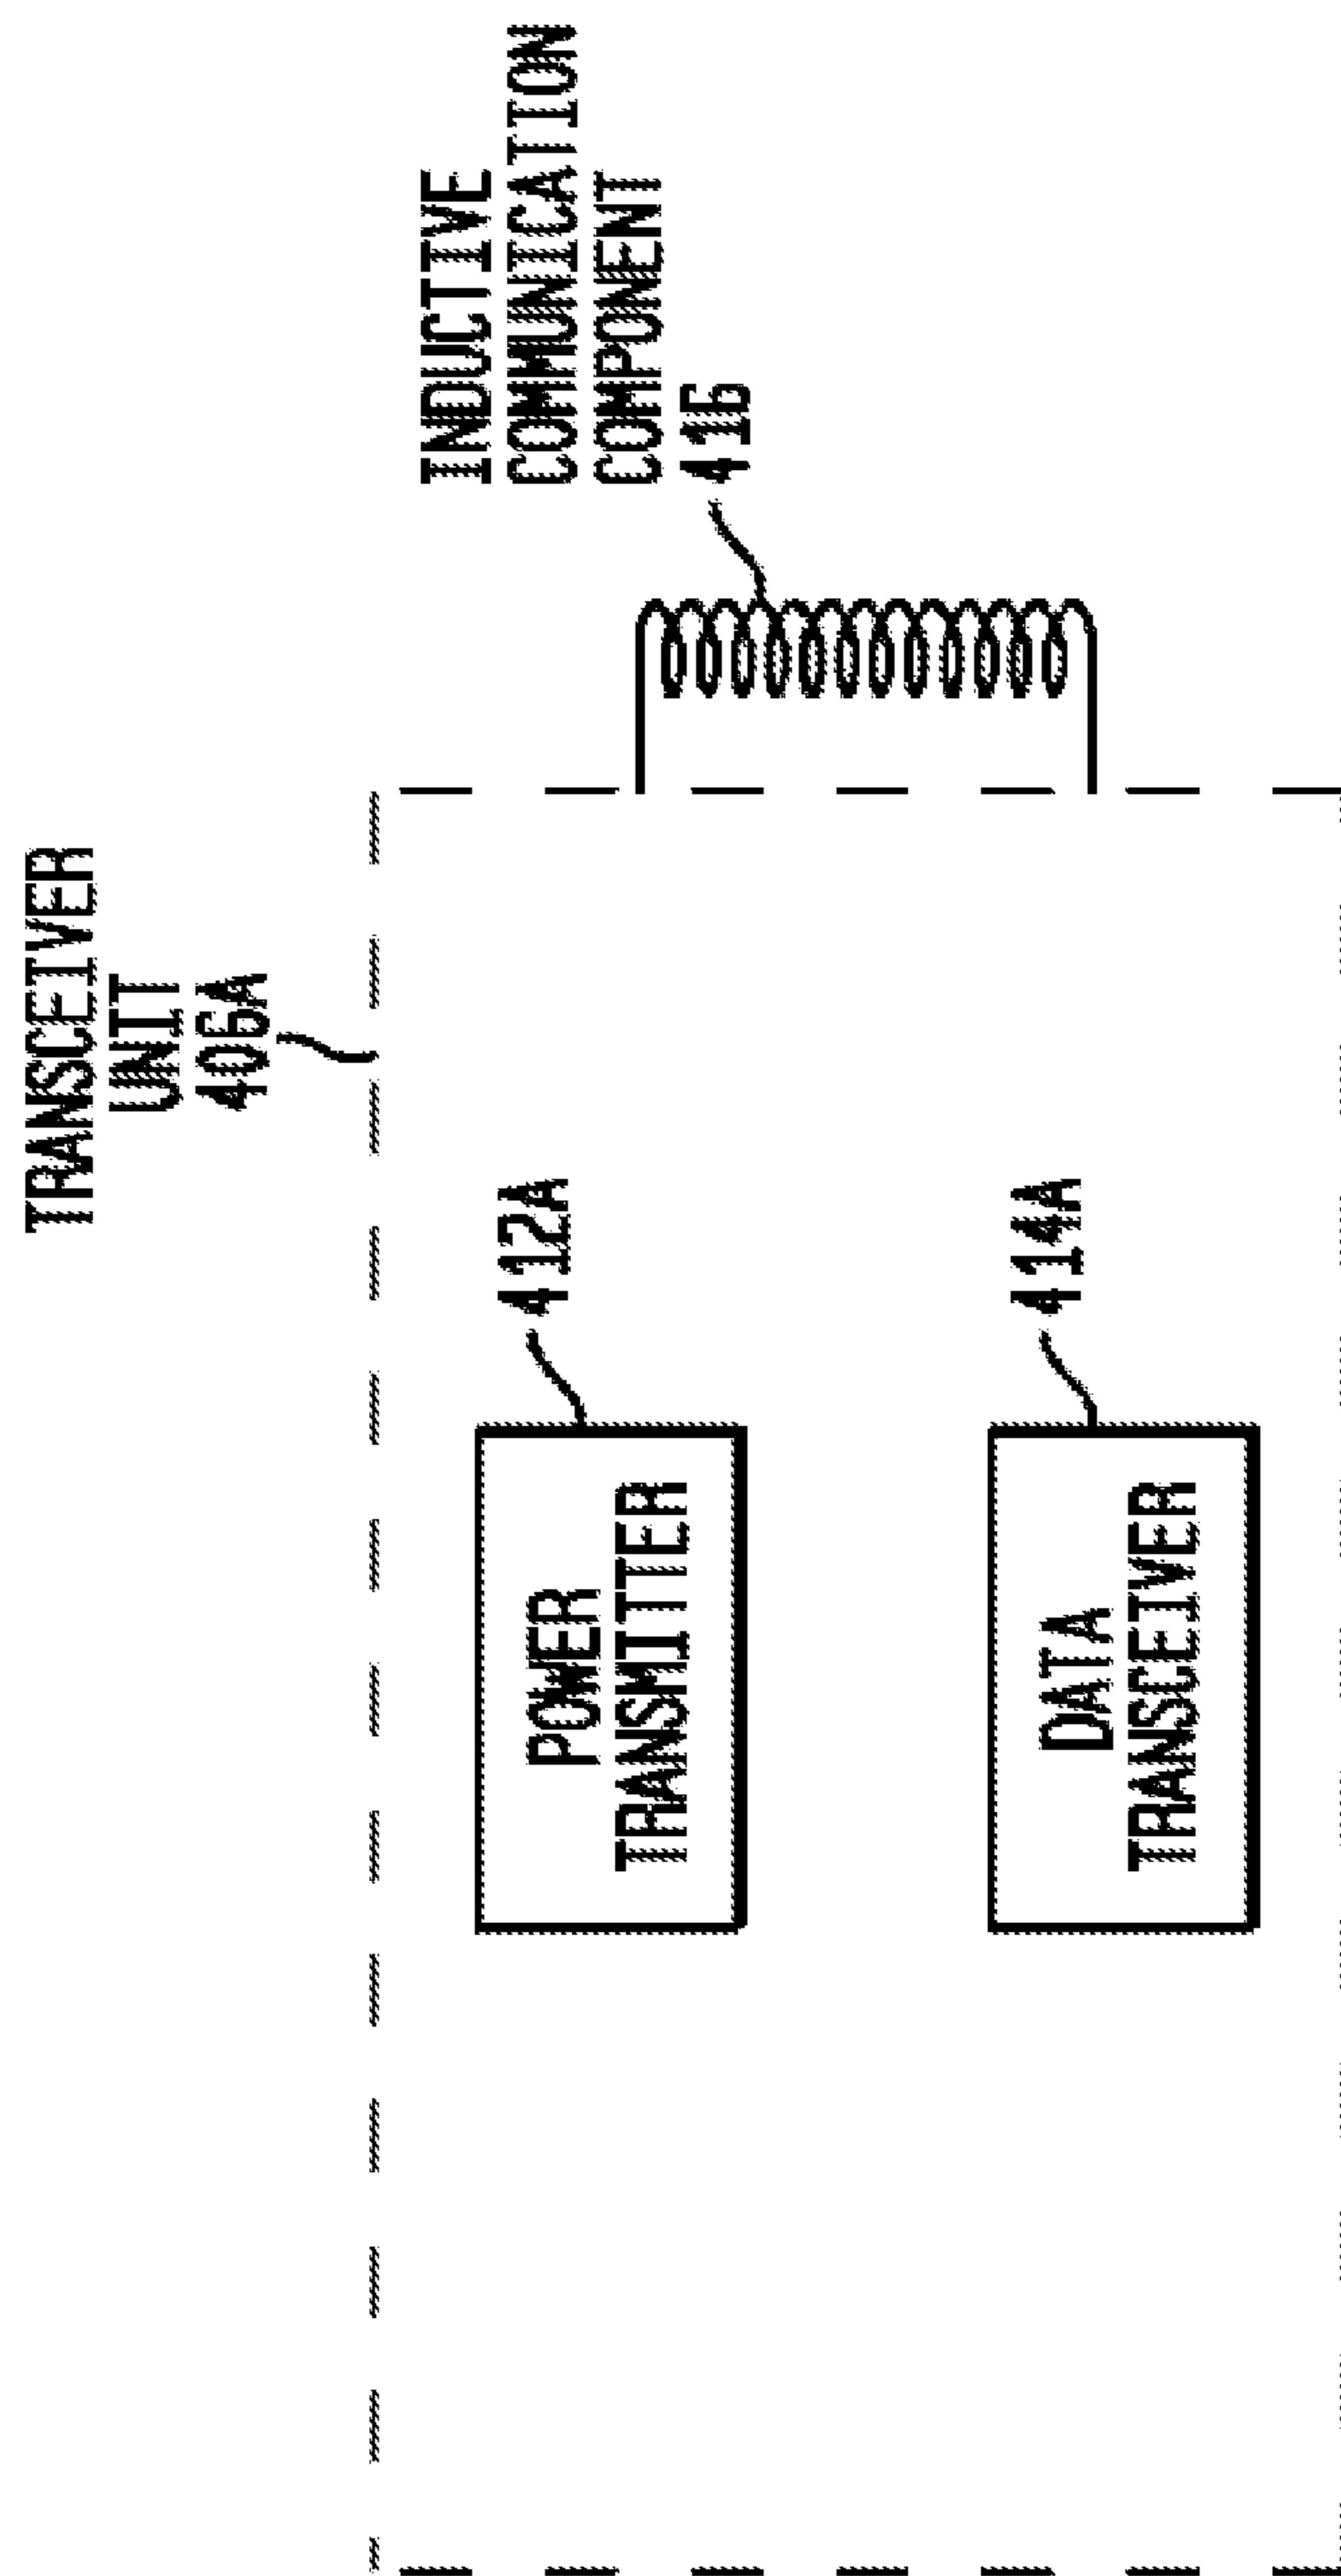 TRANSCEIVER
UNIT
406A
INDUCTIVE
COMMUNICATION
COMPONENT
416
412A
POWER
TRANSMITTER
414A
DATA
TRANSCEIVER